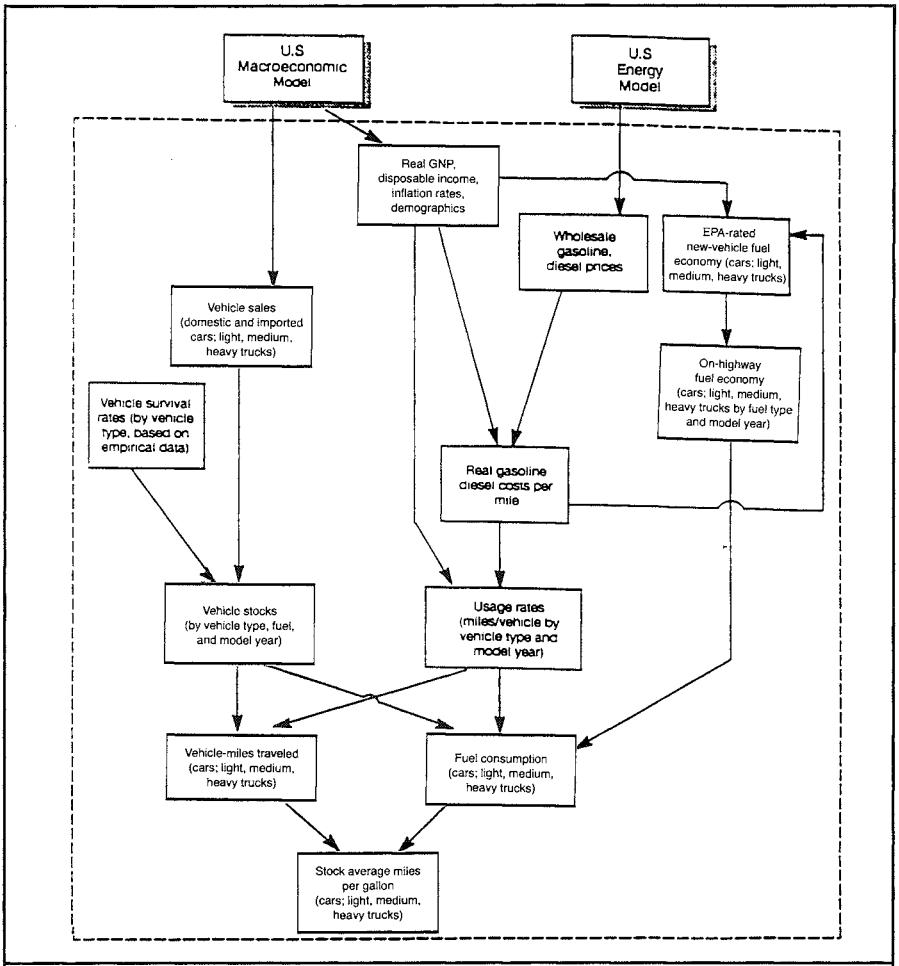 U.S
Macroeconomic
Model
U.S
Energy
Model
Real GNP,
disposable income,
inflation rates,
demographics
Wholesale
gasoline,
diesel prices
EPA-rated
new-vehicle fuel
economy (cars; light,
medium, heavy trucks)
Vehicle sales
(domestic and imported
cars; light, medium,
heavy trucks)
On-highway
fuel economy
(cars; light, medium,
heavy trucks by fuel type
and model year)
Vehicle survival
rates (by vehicle
type, based on
empirical data)
Real gasoline
diesel costs per
mile
Vehicle stocks
(by vehicle type, fuel,
and model year)
Usage rates
(miles/vehicle by
vehicle type and
model year)
Vehicle-miles traveled
(cars; light, medium,
heavy trucks)
Fuel consumption
(cars; light, medium,
heavy trucks)
Stock average miles
per gallon
(cars; light, medium,
heavy trucks)